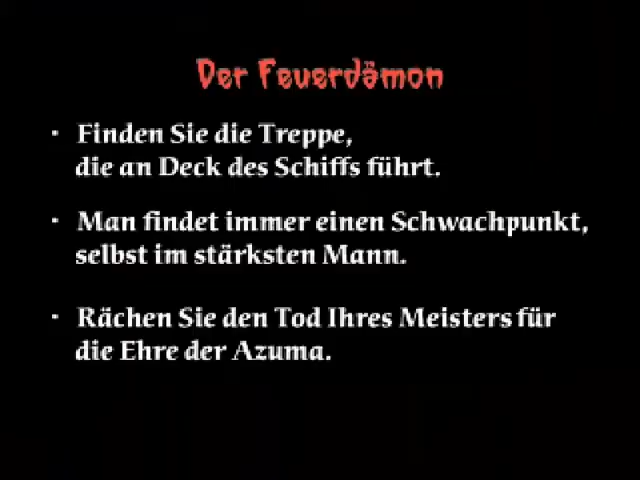 Der Feuerdämon
• Finden Sie die Treppe,
die an Deck des Schiffs führt.
• Man findet immer einen Schwachpunkt,
selbst im stärksten Mann.
• Rächen Sie den Tod Ihres Meisters für
die Ehre der Azuma.